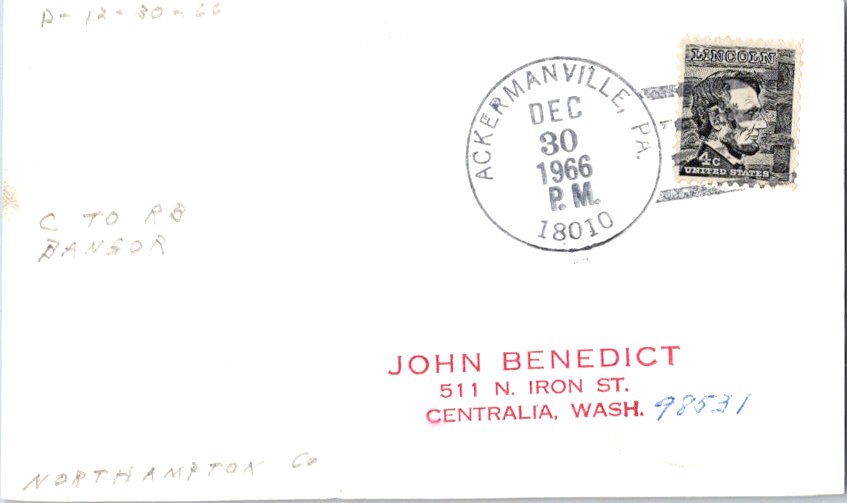 D-12-30-66
LINCOLN
4c
UNITED STATES
ACKERMANVILLE, PA.
DEC
30
1966
P.M.
18010
C TO RB
BANGOR
JOHN BENEDICT
511 N. IRON ST.
CENTRALIA, WASH. 98531
NORTHAMPTON Co